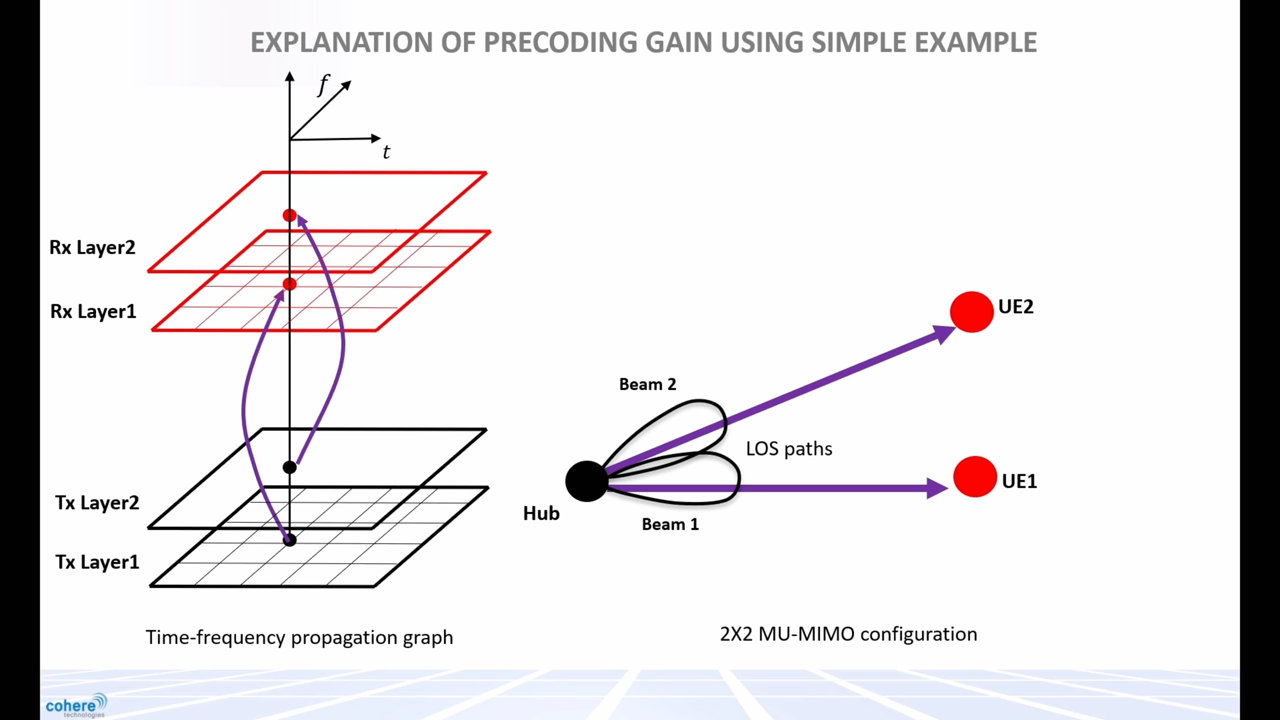 EXPLANATION OF PRECODING GAIN USING SIMPLE EXAMPLE
f
t
Rx Layer2
Rx Layer1
Tx Layer2
Tx Layer1
Time-frequency propagation graph
UE2
Beam 2
LOS paths
UE1
Hub
Beam 1
2X2 MU-MIMO configuration
cohere
technologies